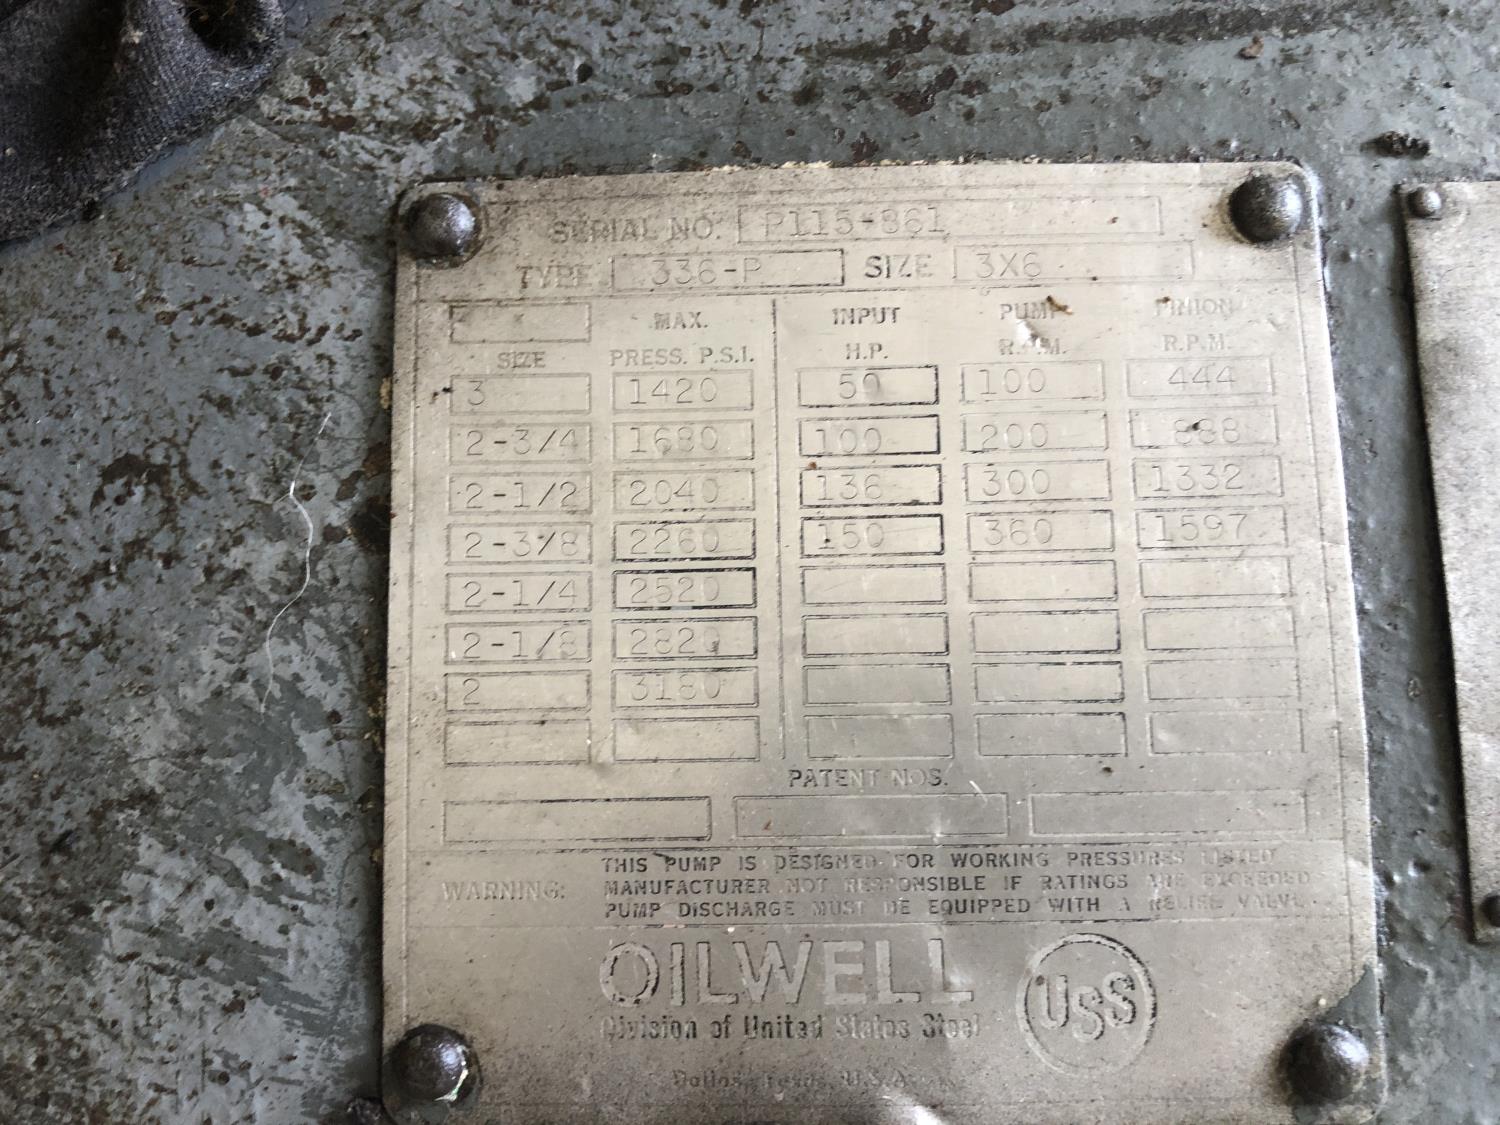 SERIAL NO. P115-861
TYPE 336-P SIZE 3X6
MAX. INPUT PUMP PINION
SIZE PRESS. P.S.I. H.P. R.P.M. R.P.M.
3 1420 50 100 444
2-3/4 1680 100 200 888
2-1/2 2040 136 300 1332
2-3/8 2260 150 360 1597
2-1/4 2520
2-1/8 2820
2 3180
PATENT NOS.
THIS PUMP IS DESIGNED FOR WORKING PRESSURES LISTED
WARNING: MANUFACTURER NOT RESPONSIBLE IF RATINGS ARE EXCEEDED
PUMP DISCHARGE MUST BE EQUIPPED WITH A RELIEF VALVE.
OILWELL USS
Division of United States Steel
Dallas, Texas, U.S.A.